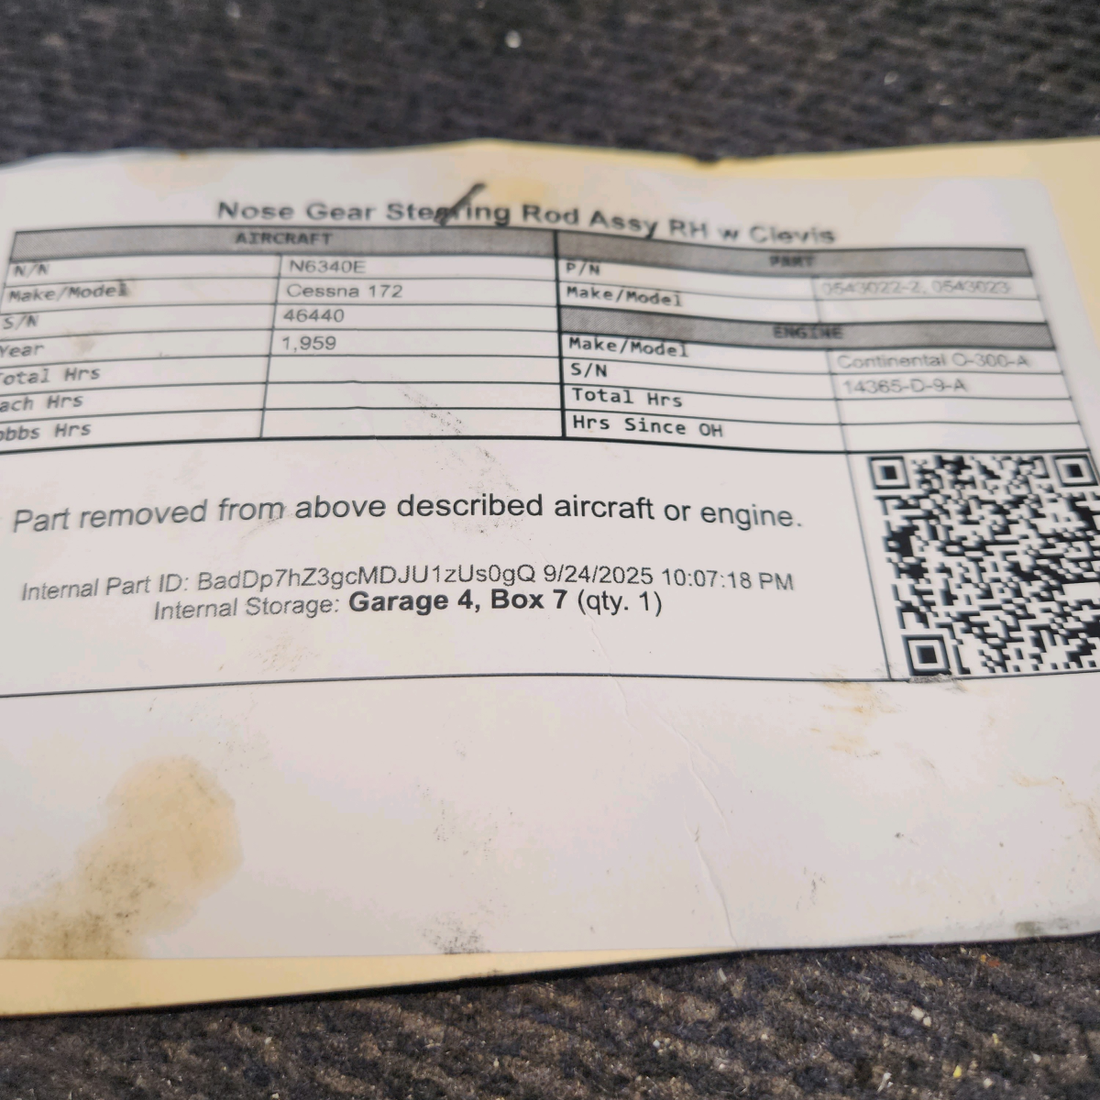 Nose Gear Steering Rod Assy RH w Clevis
AIRCRAFT PART
N/N N6340E P/N 0543022-2, 0543023
Make/Model Cessna 172 Make/Model
S/N 46440 ENGINE
Year 1,959 Make/Model Continental O-300-A
otal Hrs S/N 14365-D-9-A
ach Hrs Total Hrs
obbs Hrs Hrs Since OH
Part removed from above described aircraft or engine.
Internal Part ID: BadDp7hZ3gcMDJU1zUs0gQ 9/24/2025 10:07:18 PM
Internal Storage: Garage 4, Box 7 (qty. 1)